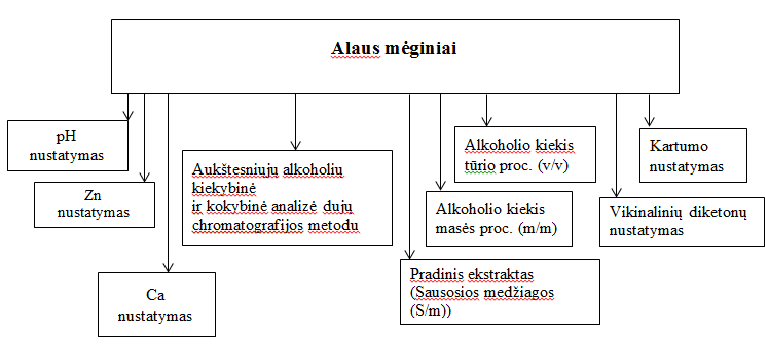 Alaus mėginiai
pH
nustatymas
Zn
nustatymas
Ca
nustatymas
Aukštesniųjų alkoholių
kiekybinė
ir kokybinė analizė dujų
chromatografijos metodu
Alkoholio kiekis
tūrio proc. (v/v)
Alkoholio kiekis
masės proc. (m/m)
Pradinis ekstraktas
(Sausosios medžiagos
(S/m))
Kartumo
nustatymas
Vikinalinių diketonų
nustatymas